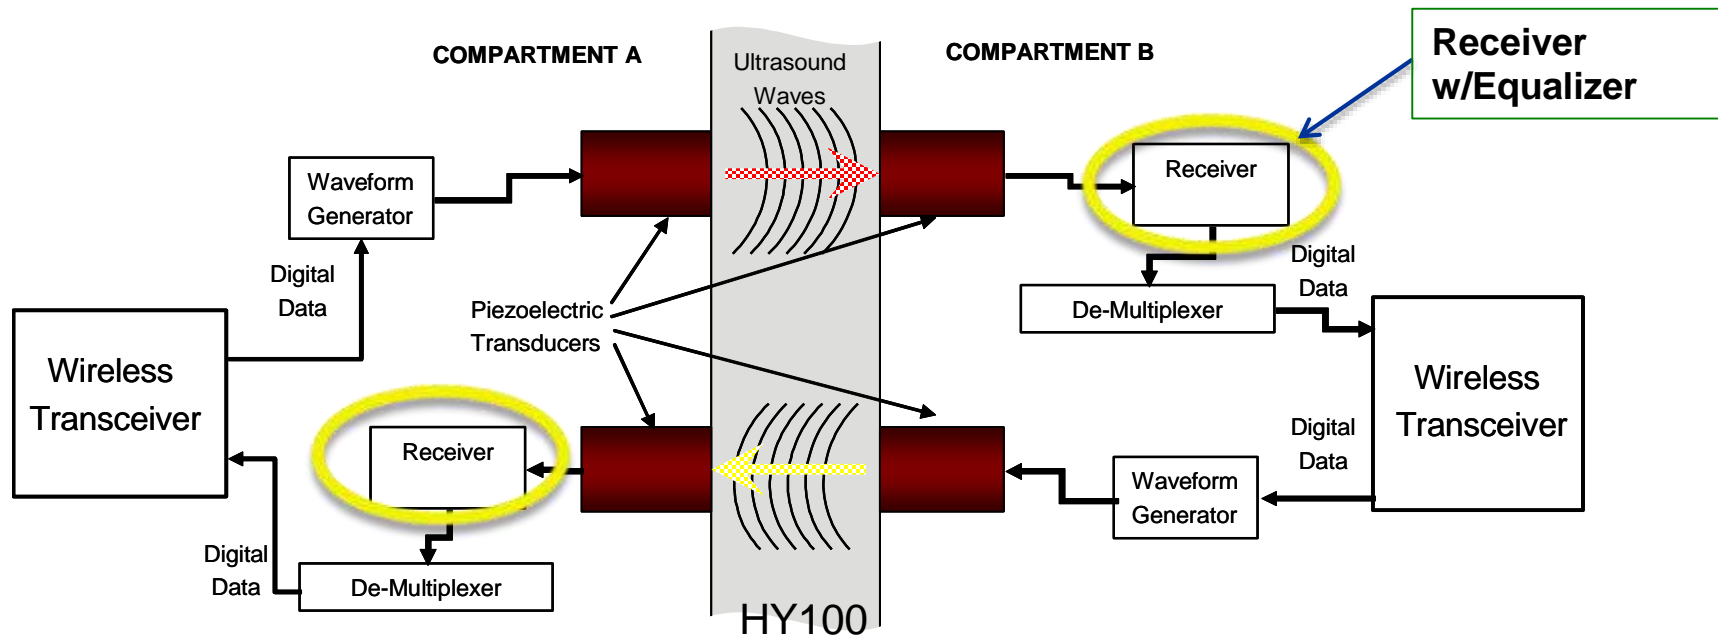 COMPARTMENT A
Ultrasound
Waves
COMPARTMENT B
Receiver
w/Equalizer
Waveform
Generator
Receiver
Digital
Data
Digital
Data
Piezoelectric
Transducers
De-Multiplexer
Wireless
Transceiver
Wireless
Transceiver
Receiver
Digital
Data
Waveform
Generator
Digital
Data
De-Multiplexer
HY100